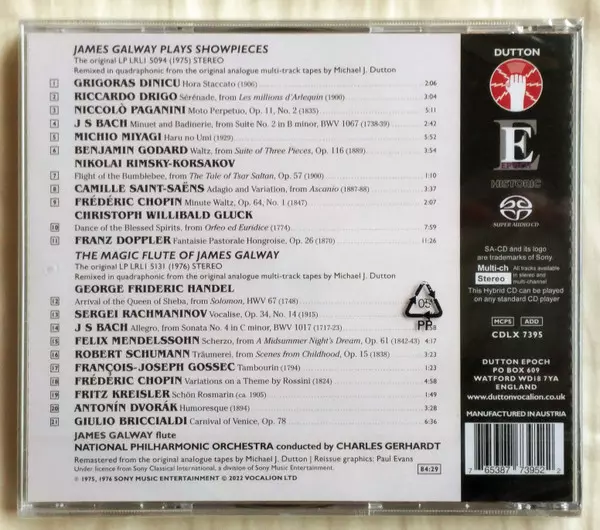 JAMES GALWAY PLAYS SHOWPIECES
The original LP LRL1 5094 (1975) STEREO
Remixed in quadraphonic from the original analogue multi-track tapes by Michael J. Dutton
1 GRIGORAS DINICU Hora Staccato (1906) 2:06
2 RICCARDO DRIGO Sérénade, from Les millions d'Arlequin (1900) 3:04
3 NICCOLÒ PAGANINI Moto Perpetuo, Op. 11, No. 2 (1835) 5:11
4 J S BACH Minuet and Badinerie, from Suite No. 2 in B minor, BWV 1067 (1738-39) 2:42
5 MICHIO MIYAGI Haru no Umi (1929) 5:52
6 BENJAMIN GODARD Waltz, from Suite of Three Pieces, Op. 116 (1889) 3:54
NIKOLAI RIMSKY-KORSAKOV
7 Flight of the Bumblebee, from The Tale of Tsar Saltan, Op. 57 (1900) 1:10
8 CAMILLE SAINT-SAËNS Adagio and Variation, from Ascanio (1887-88) 3:37
9 FRÉDÉRIC CHOPIN Minute Waltz, Op. 64, No. 1 (1847) 2:07
CHRISTOPH WILLIBALD GLUCK
10 Dance of the Blessed Spirits, from Orfeo ed Euridice (1774) 7:59
11 FRANZ DOPPLER Fantaisie Pastorale Hongroise, Op. 26 (1870) 11:26
THE MAGIC FLUTE OF JAMES GALWAY
The original LP LRL1 5131 (1976) STEREO
Remixed in quadraphonic from the original analogue multi-track tapes by Michael J. Dutton
GEORGE FRIDERIC HANDEL
12 Arrival of the Queen of Sheba, from Solomon, HWV 67 (1748)
13 SERGEI RACHMANINOV Vocalise, Op. 34, No. 14 (1915)
14 J S BACH Allegro, from Sonata No. 4 in C minor, BWV 1017 (1717-23)
15 FELIX MENDELSSOHN Scherzo, from A Midsummer Night's Dream, Op. 61 (1842-43) 4:17
16 ROBERT SCHUMANN Träumerei, from Scenes from Childhood, Op. 15 (1838) 3:23
17 FRANÇOIS-JOSEPH GOSSEC Tambourin (1794) 1:23
18 FRÉDÉRIC CHOPIN Variations on a Theme by Rossini (1824) 4:58
19 FRITZ KREISLER Schön Rosmarin (ca. 1905) 1:49
20 ANTONÍN DVOŘÁK Humoresque (1894) 3:28
21 GIULIO BRICCIALDI Carnival of Venice, Op. 78 6:36
JAMES GALWAY flute
NATIONAL PHILHARMONIC ORCHESTRA conducted by CHARLES GERHARDT
Remastered from the original analogue tapes by Michael J. Dutton | Reissue graphics: Paul Evans
Under licence from Sony Classical International, a division of Sony Music Entertainment.
℗ 1975, 1976 SONY MUSIC ENTERTAINMENT © 2022 VOCALION LTD
84:29
05
PP
DUTTON
E
EPOCH
HISTORIC
SUPER AUDIO CD
SA-CD and its logo
are trademarks of Sony.
Multi-ch
Stereo
All tracks available
in stereo and
multi-channel
This Hybrid CD can be played
on any standard CD player
MCPS ADD
CDLX 7395
DUTTON EPOCH
PO BOX 609
WATFORD WD18 7YA
ENGLAND
www.duttonvocalion.co.uk
MANUFACTURED IN AUSTRIA
7 65387 73952 2